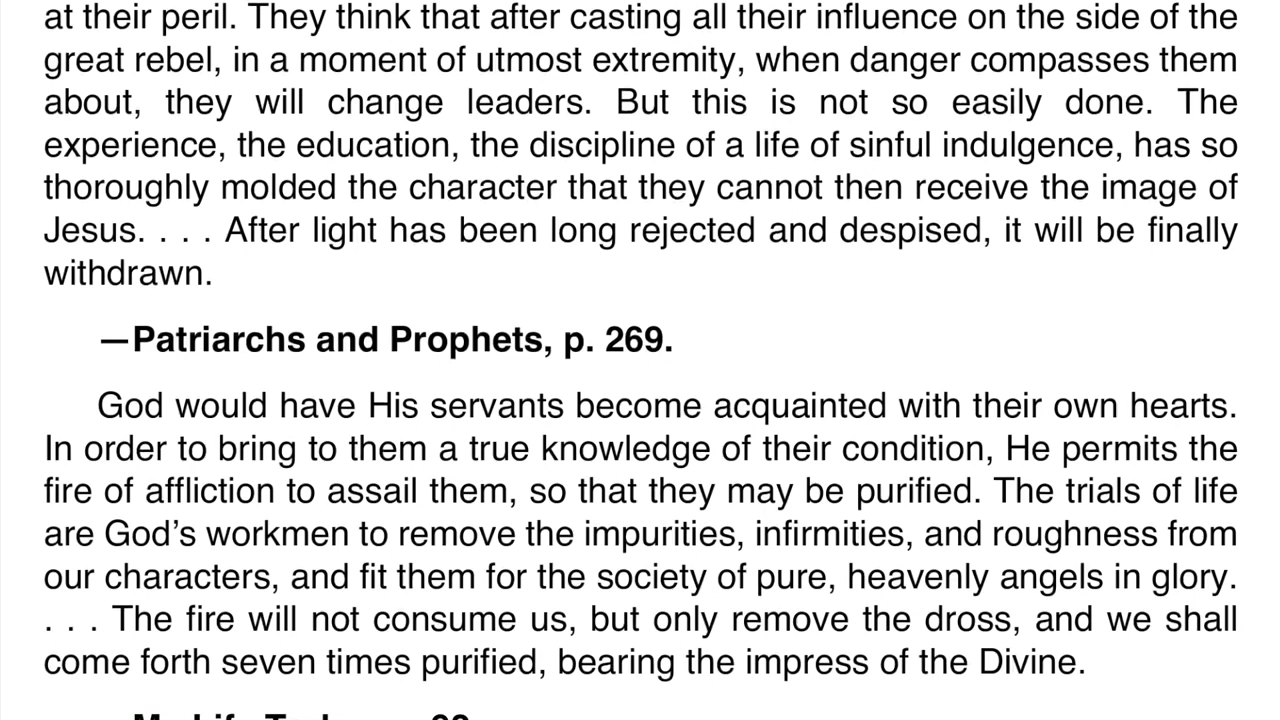 at their peril. They think that after casting all their influence on the side of the
great rebel, in a moment of utmost extremity, when danger compasses them
about, they will change leaders. But this is not so easily done. The
experience, the education, the discipline of a life of sinful indulgence, has so
thoroughly molded the character that they cannot then receive the image of
Jesus. . . . After light has been long rejected and despised, it will be finally
withdrawn.
—Patriarchs and Prophets, p. 269.
God would have His servants become acquainted with their own hearts.
In order to bring to them a true knowledge of their condition, He permits the
fire of affliction to assail them, so that they may be purified. The trials of life
are God’s workmen to remove the impurities, infirmities, and roughness from
our characters, and fit them for the society of pure, heavenly angels in glory.
. . . The fire will not consume us, but only remove the dross, and we shall
come forth seven times purified, bearing the impress of the Divine.